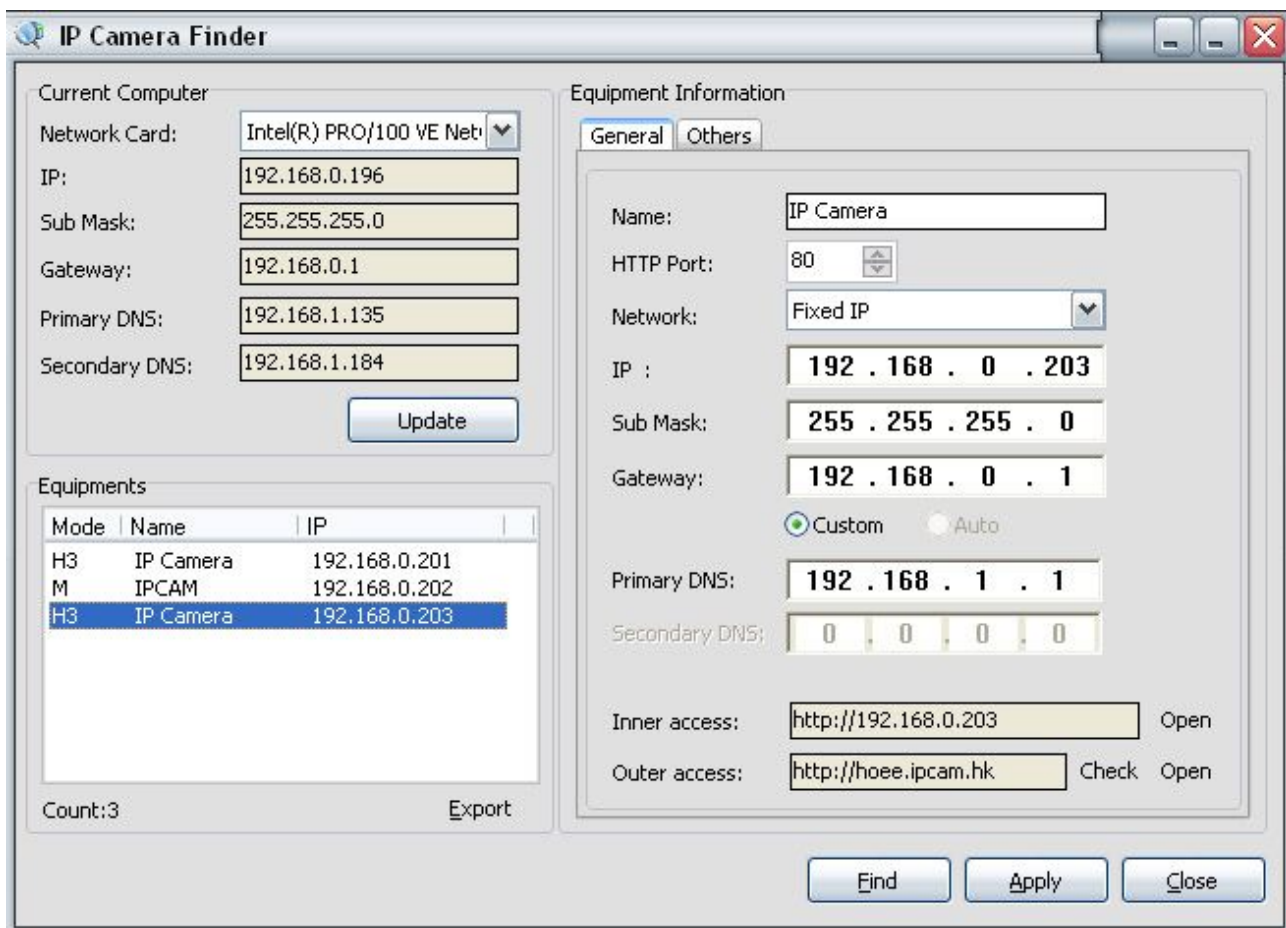 IP Camera Finder
Current Computer
Network Card: Intel(R) PRO/100 VE Net
IP: 192.168.0.196
Sub Mask: 255.255.255.0
Gateway: 192.168.0.1
Primary DNS: 192.168.1.135
Secondary DNS: 192.168.1.184
Update
Equipments
Mode Name IP
H3 IP Camera 192.168.0.201
M IPCAM 192.168.0.202
H3 IP Camera 192.168.0.203
Count:3 Export
Equipment Information
General Others
Name: IP Camera
HTTP Port: 80
Network: Fixed IP
IP : 192 . 168 . 0 . 203
Sub Mask: 255 . 255 . 255 . 0
Gateway: 192 . 168 . 0 . 1
Custom Auto
Primary DNS: 192 . 168 . 1 . 1
Secondary DNS: 0 . 0 . 0 . 0
Inner access: http://192.168.0.203 Open
Outer access: http://hoee.ipcam.hk Check Open
Find Apply Close